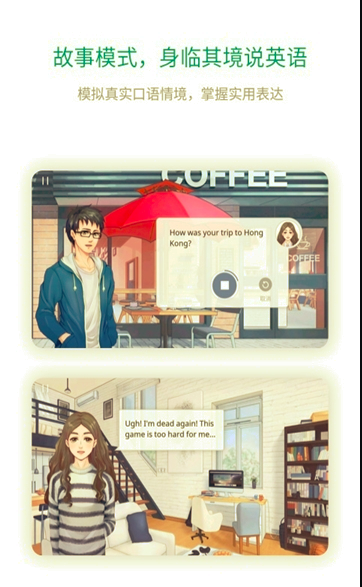 故事模式，身临其境说英语
模拟真实口语情境，掌握实用表达
COFFEE
How was your trip to Hong
Kong?
COFFEE
Ugh! I'm dead again! This
game is too hard for me...